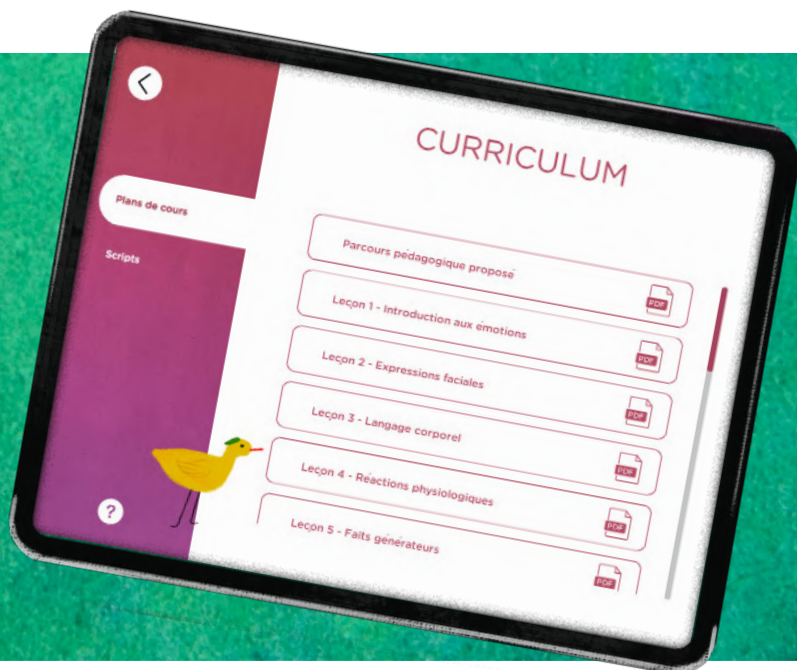 CURRICULUM
Plans de cours
Scripts
Parcours pédagogique proposé
PDF
Leçon 1 - Introduction aux émotions
PDF
Leçon 2 - Expressions faciales
PDF
Leçon 3 - Langage corporel
PDF
Leçon 4 - Réactions physiologiques
PDF
Leçon 5 - Faits générateurs
PDF
?